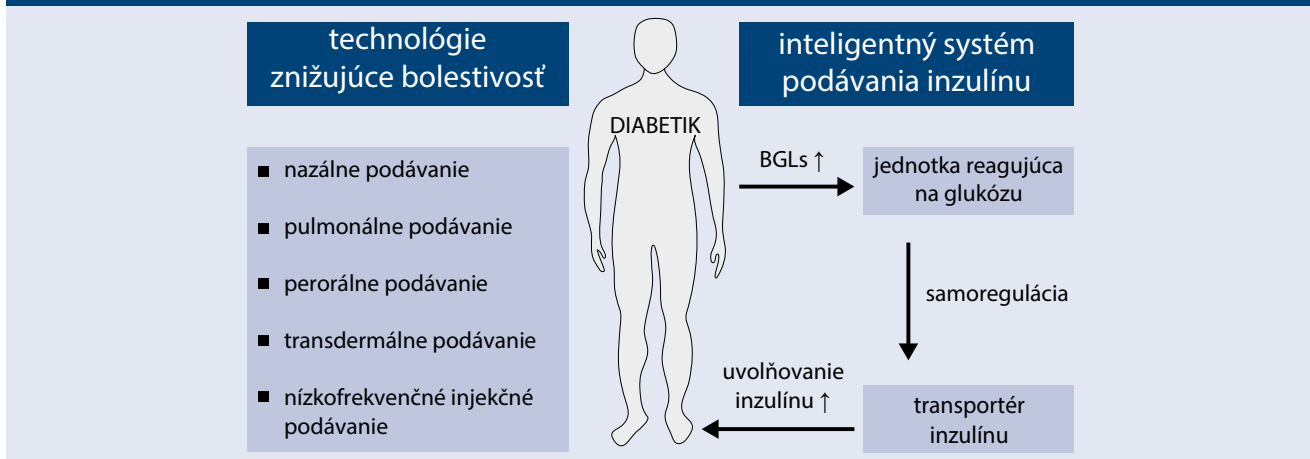 technológie
znižujúce bolestivosť
■ nazálne podávanie
■ pulmonálne podávanie
■ perorálne podávanie
■ transdermálne podávanie
■ nízkofrekvenčné injekčné
podávanie
DIABETIK
inteligentný systém
podávania inzulínu
BGLs ↑
jednotka reagujúca
na glukózu
samoregulácia
transportér
inzulínu
uvolňovanie
inzulínu ↑